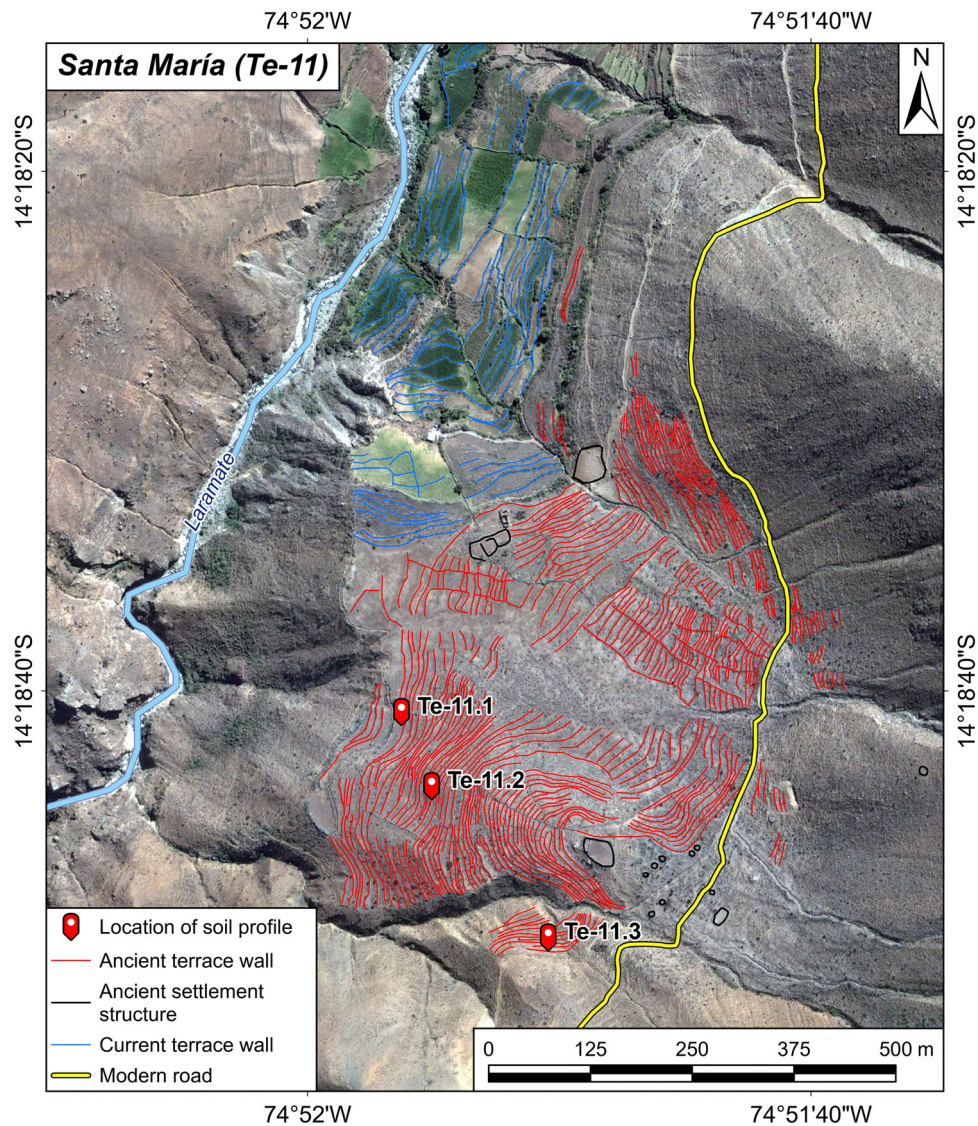 74°52'W
74°51'40"W
Santa María (Te-11)
N
14°18'20"S
14°18'20"S
Laramate
14°18'40"S
14°18'40"S
Te-11.1
Te-11.2
Te-11.3
Location of soil profile
Ancient terrace wall
Ancient settlement
structure
Current terrace wall
Modern road
0 125 250 375 500 m
74°52'W
74°51'40"W